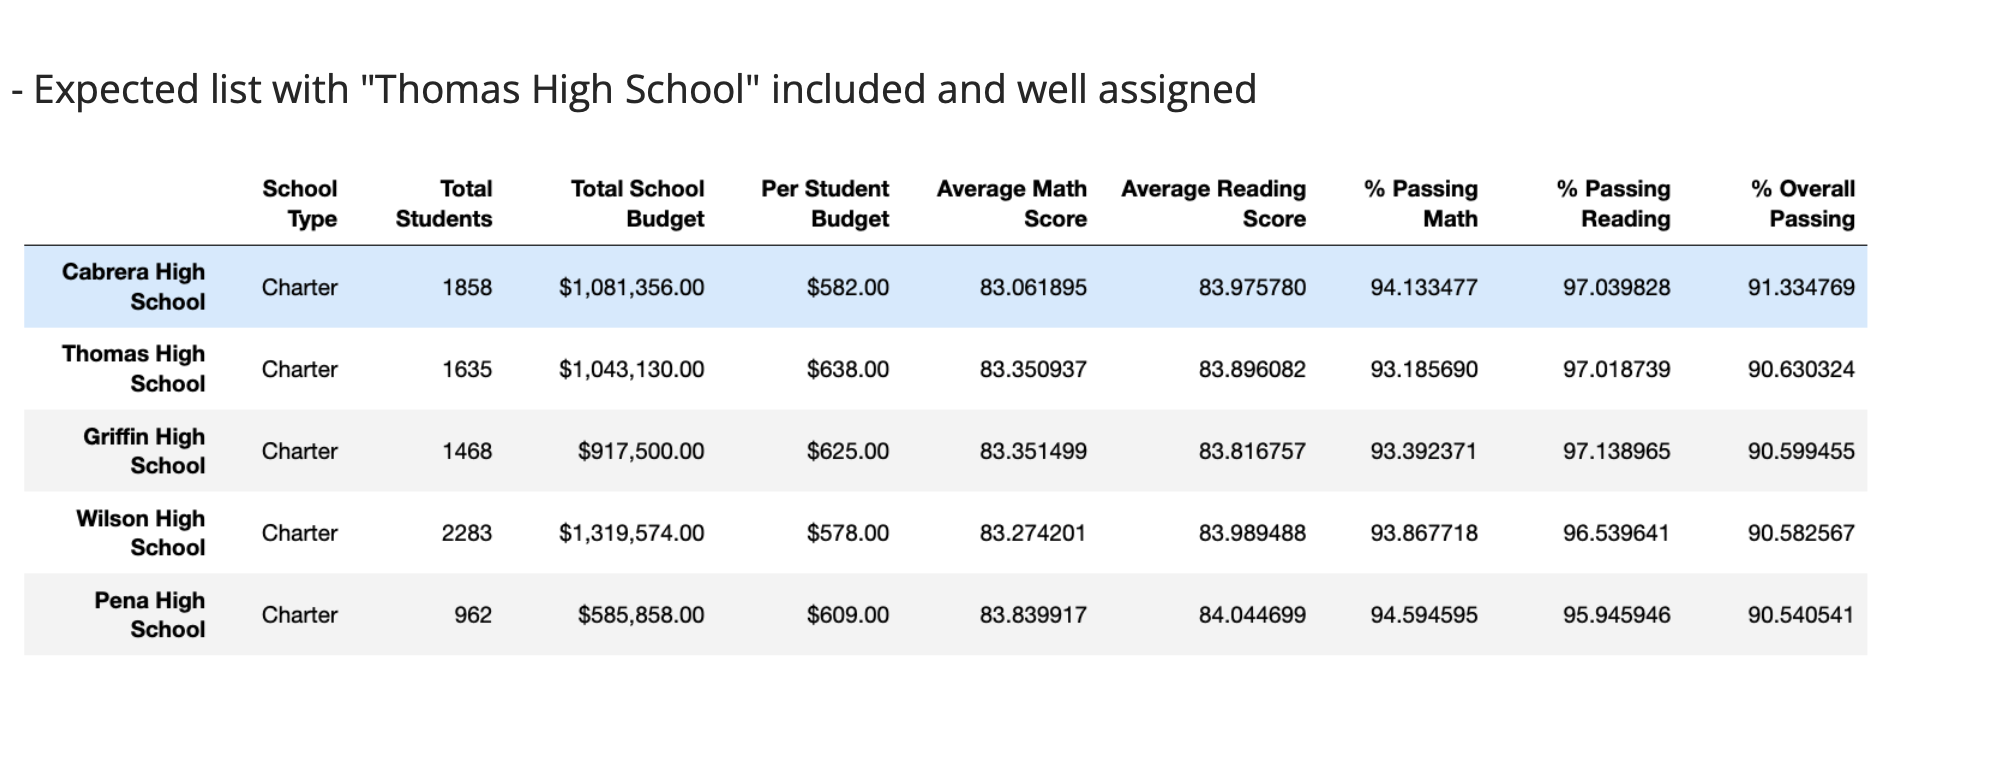 - Expected list with "Thomas High School" included and well assigned
School Total Total School Per Student Average Math Average Reading % Passing % Passing % Overall
Type Students Budget Budget Score Score Math Reading Passing
Cabrera High
School Charter 1858 $1,081,356.00 $582.00 83.061895 83.975780 94.133477 97.039828 91.334769
Thomas High
School Charter 1635 $1,043,130.00 $638.00 83.350937 83.896082 93.185690 97.018739 90.630324
Griffin High
School Charter 1468 $917,500.00 $625.00 83.351499 83.816757 93.392371 97.138965 90.599455
Wilson High
School Charter 2283 $1,319,574.00 $578.00 83.274201 83.989488 93.867718 96.539641 90.582567
Pena High
School Charter 962 $585,858.00 $609.00 83.839917 84.044699 94.594595 95.945946 90.540541